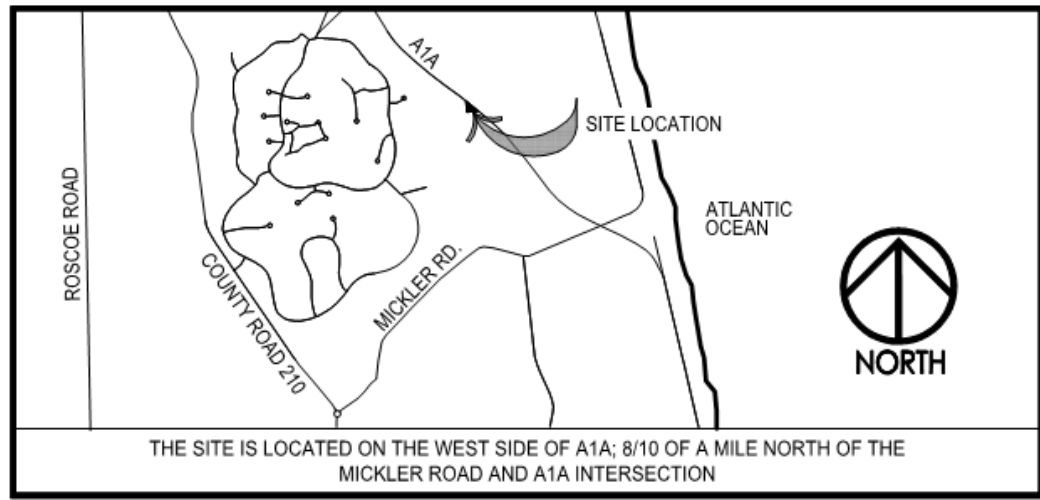 A1A
SITE LOCATION
ROSCOE ROAD
ATLANTIC
OCEAN
COUNTY ROAD 210
MICKLER RD.
NORTH
THE SITE IS LOCATED ON THE WEST SIDE OF A1A; 8/10 OF A MILE NORTH OF THE
MICKLER ROAD AND A1A INTERSECTION